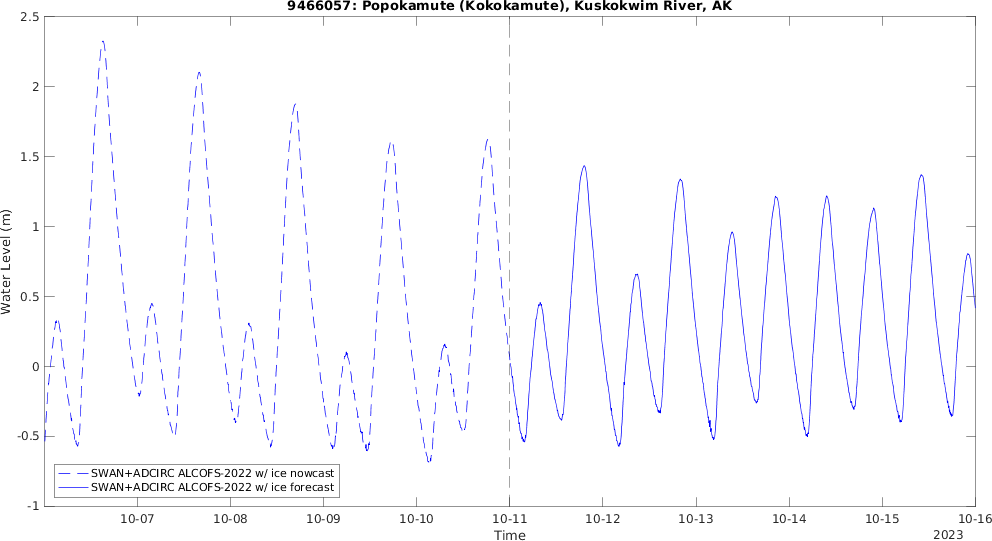 9466057: Popokamute (Kokokamute), Kuskokwim River, AK
2.5
2
1.5
1
0.5
0
-0.5
-1
Water Level (m)
SWAN+ADCIRC ALCOFS-2022 w/ ice nowcast
SWAN+ADCIRC ALCOFS-2022 w/ ice forecast
10-07 10-08 10-09 10-10 10-11 10-12 10-13 10-14 10-15 10-16
Time
2023